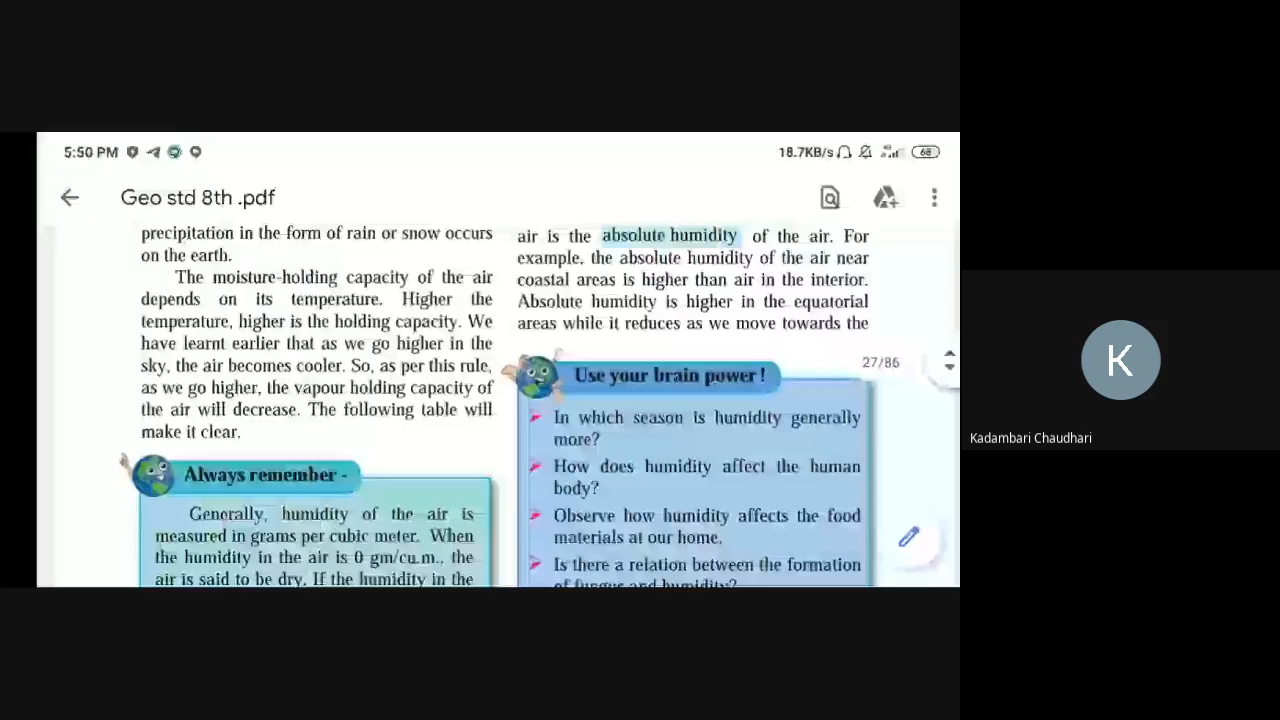 5:50 PM
18.7KB/s
68
Geo std 8th .pdf
precipitation in the form of rain or snow occurs
on the earth.
The moisture-holding capacity of the air
depends on its temperature. Higher the
temperature, higher is the holding capacity. We
have learnt earlier that as we go higher in the
sky, the air becomes cooler. So, as per this rule,
as we go higher, the vapour holding capacity of
the air will decrease. The following table will
make it clear.
Always remember -
Generally, humidity of the air is
measured in grams per cubic meter. When
the humidity in the air is 0 gm/cu.m., the
air is said to be dry. If the humidity in the
air is the absolute humidity of the air. For
example, the absolute humidity of the air near
coastal areas is higher than air in the interior.
Absolute humidity is higher in the equatorial
areas while it reduces as we move towards the
27/86
Use your brain power !
In which season is humidity generally
more?
How does humidity affect the human
body?
Observe how humidity affects the food
materials at our home.
Is there a relation between the formation
of fungus and humidity?
K
Kadambari Chaudhari